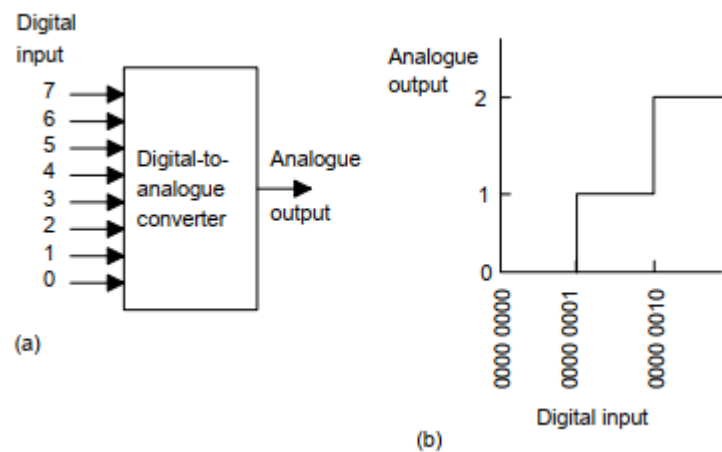 Digital
input
7
6
5
4
3
2
1
0
Digital-to-
analogue
converter
Analogue
output
(a)
Analogue
output
2
1
0
0000 0000
0000 0001
0000 0010
Digital input
(b)